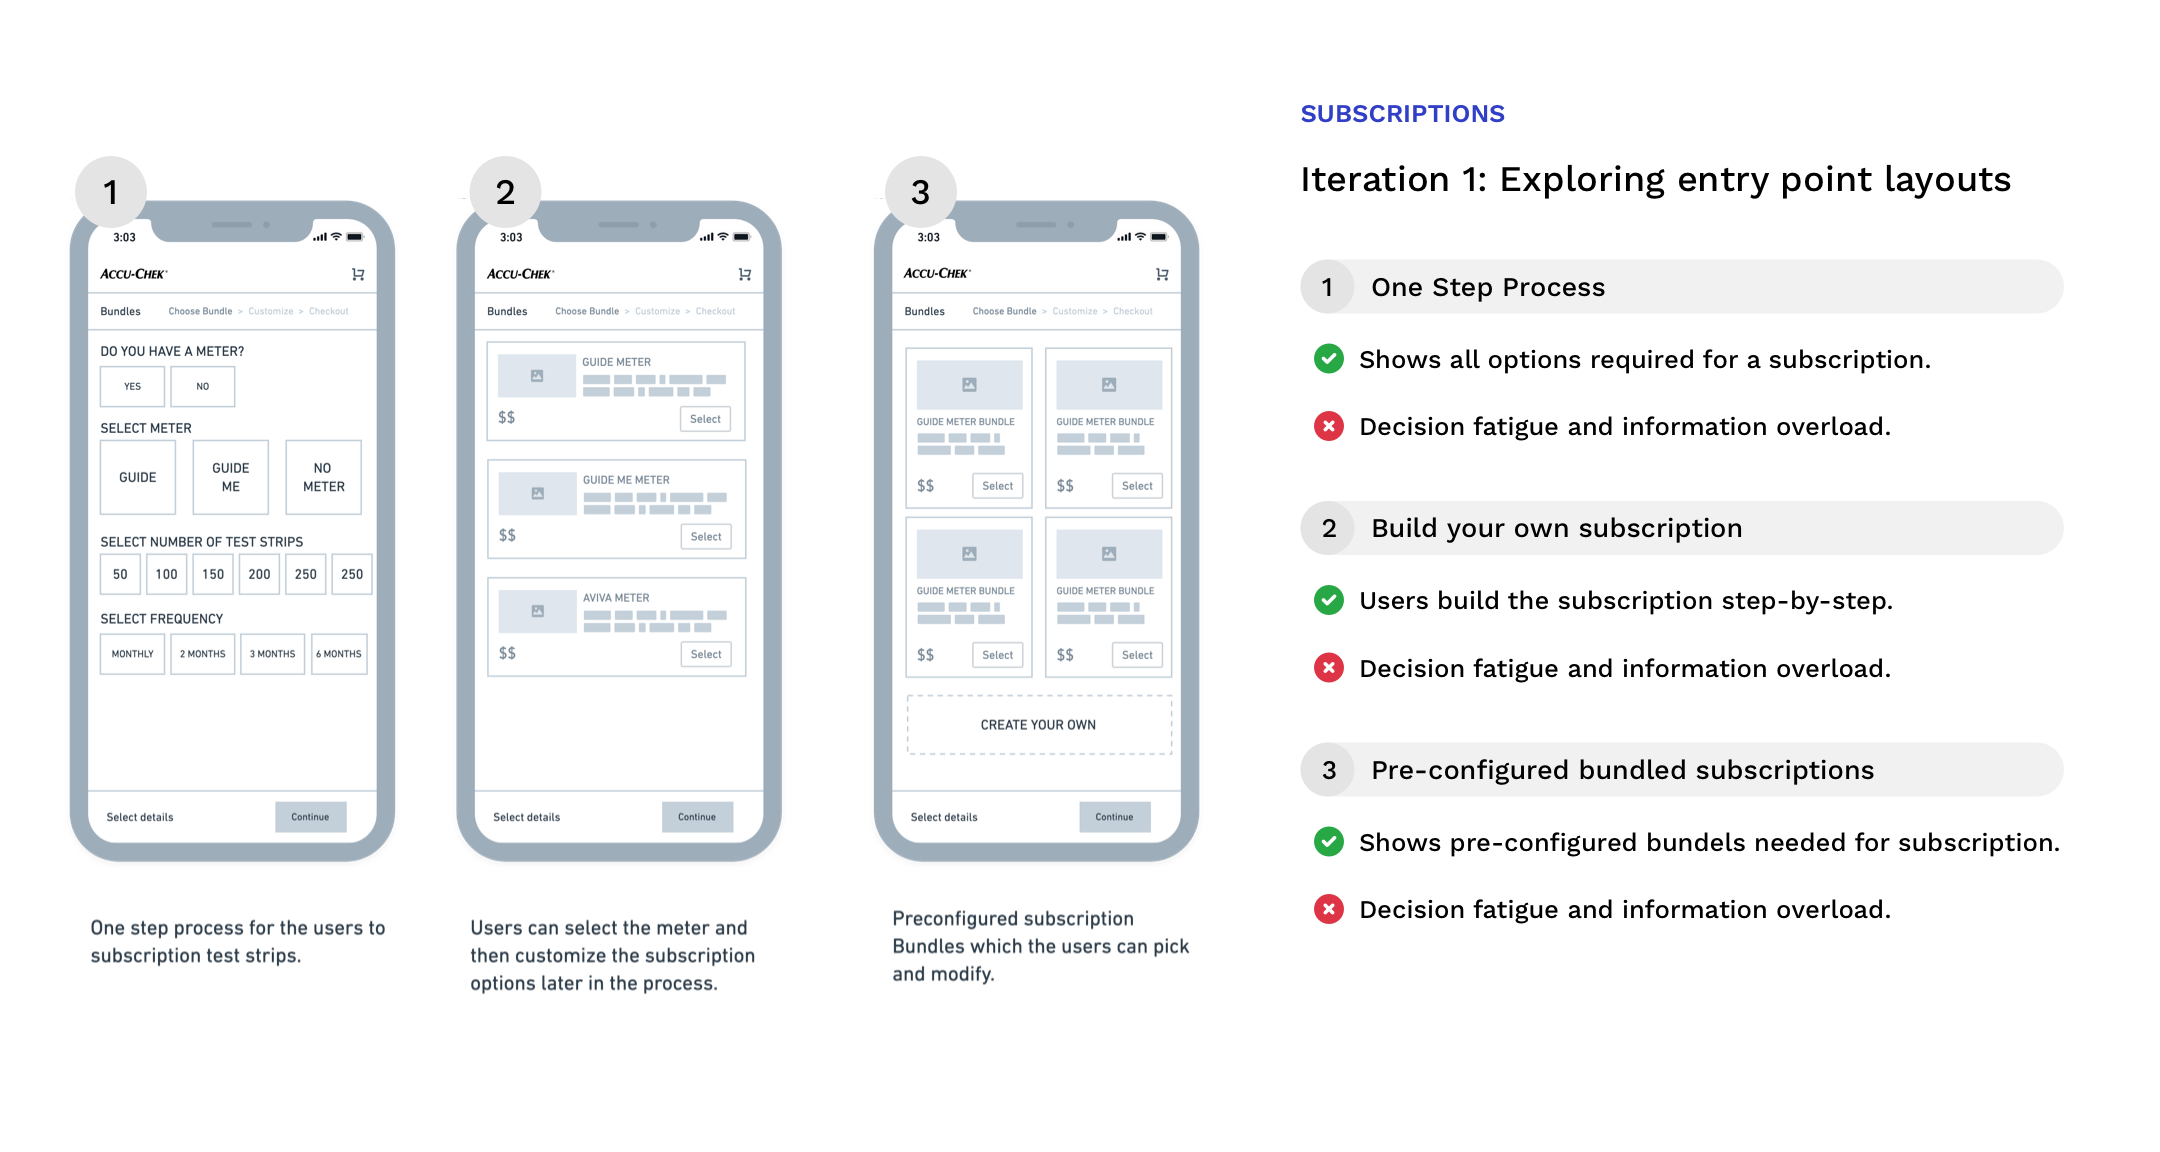 1
3:03
ACCU-CHEK
Bundles
Choose Bundle > Customize > Checkout
DO YOU HAVE A METER?
YES
NO
SELECT METER
GUIDE
GUIDE
ME
NO
METER
SELECT NUMBER OF TEST STRIPS
50
100
150
200
250
250
SELECT FREQUENCY
MONTHLY
2 MONTHS
3 MONTHS
6 MONTHS
Select details
Continue
One step process for the users to
subscription test strips.
2
3:03
ACCU-CHEK
Bundles
Choose Bundle > Customize > Checkout
GUIDE METER
$$
Select
GUIDE ME METER
$$
Select
AVIVA METER
$$
Select
Select details
Continue
Users can select the meter and
then customize the subscription
options later in the process.
3
3:03
ACCU-CHEK
Bundles
Choose Bundle > Customize > Checkout
GUIDE METER BUNDLE
$$
Select
GUIDE METER BUNDLE
$$
Select
GUIDE METER BUNDLE
$$
Select
GUIDE METER BUNDLE
$$
Select
CREATE YOUR OWN
Select details
Continue
Preconfigured subscription
Bundles which the users can pick
and modify.
SUBSCRIPTIONS
Iteration 1: Exploring entry point layouts
1 One Step Process
Shows all options required for a subscription.
Decision fatigue and information overload.
2 Build your own subscription
Users build the subscription step-by-step.
Decision fatigue and information overload.
3 Pre-configured bundled subscriptions
Shows pre-configured bundels needed for subscription.
Decision fatigue and information overload.